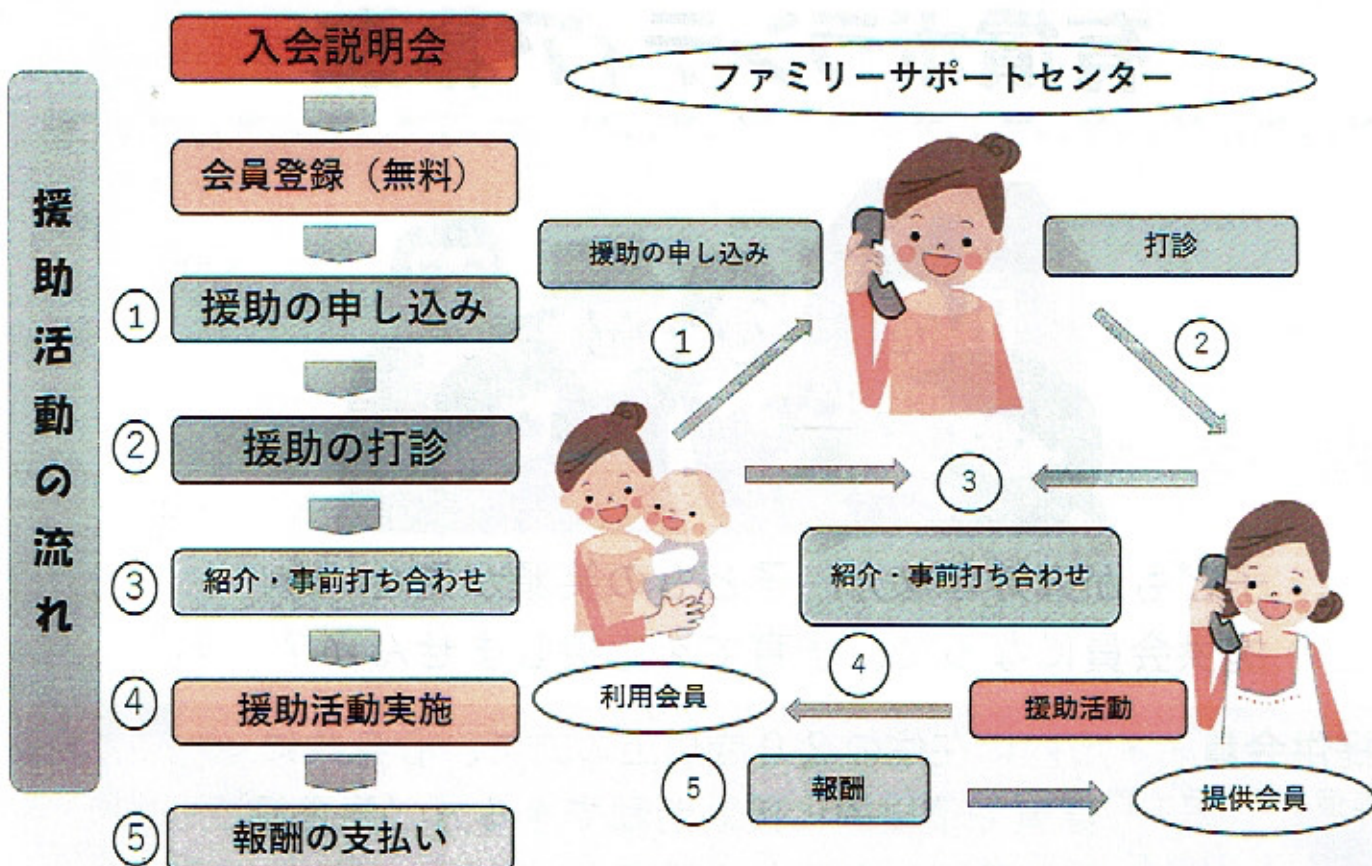 援助活動の流れ
入会説明会
会員登録（無料）
① 援助の申し込み
② 援助の打診
③ 紹介・事前打ち合わせ
④ 援助活動実施
⑤ 報酬の支払い
ファミリーサポートセンター
援助の申し込み
①
打診
②
③
紹介・事前打ち合わせ
利用会員
④
援助活動
⑤
報酬
提供会員